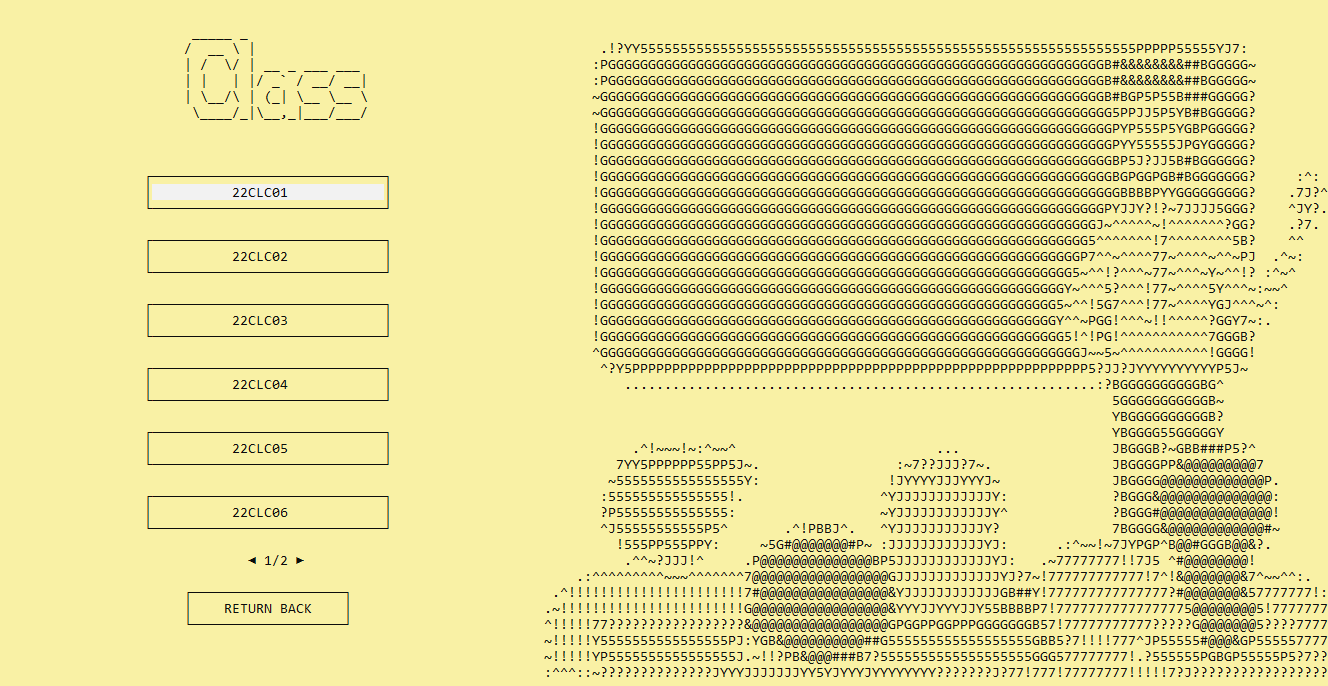 Class
22CLC01
22CLC02
22CLC03
22CLC04
22CLC05
22CLC06
◄ 1/2 ►
RETURN BACK